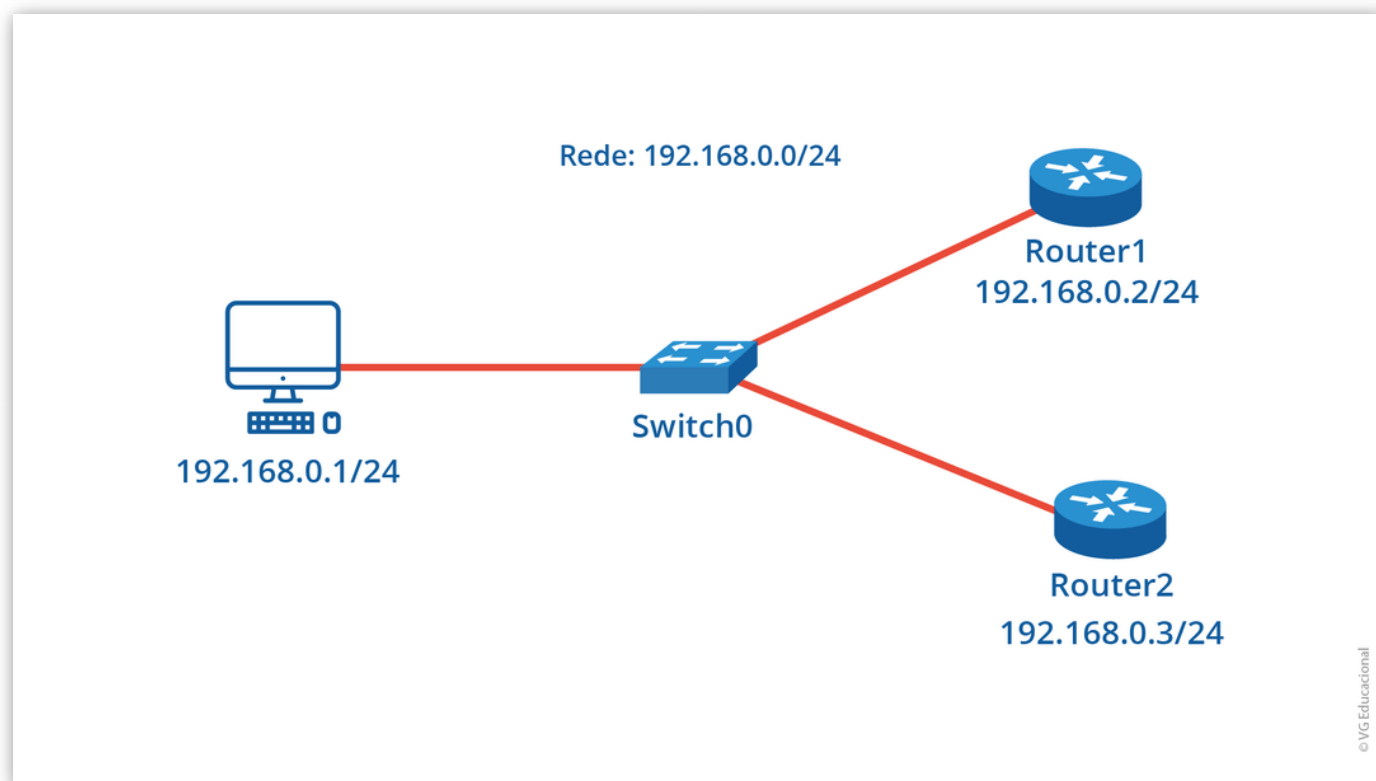 Rede: 192.168.0.0/24
Router1
192.168.0.2/24
192.168.0.1/24
Switch0
Router2
192.168.0.3/24
© VG Educacional